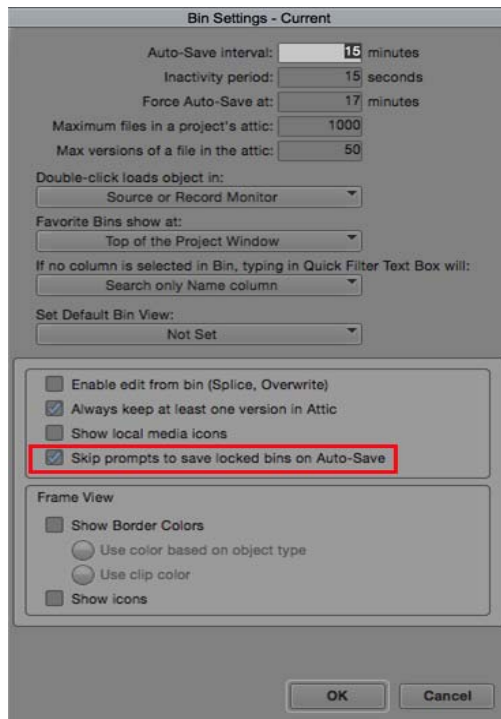 Bin Settings - Current
Auto-Save interval: 15 minutes
Inactivity period: 15 seconds
Force Auto-Save at: 17 minutes
Maximum files in a project's attic: 1000
Max versions of a file in the attic: 50
Double-click loads object in:
Source or Record Monitor
Favorite Bins show at:
Top of the Project Window
If no column is selected in Bin, typing in Quick Filter Text Box will:
Search only Name column
Set Default Bin View:
Not Set
Enable edit from bin (Splice, Overwrite)
Always keep at least one version in Attic
Show local media icons
Skip prompts to save locked bins on Auto-Save
Frame View
Show Border Colors
Use color based on object type
Use clip color
Show icons
OK Cancel